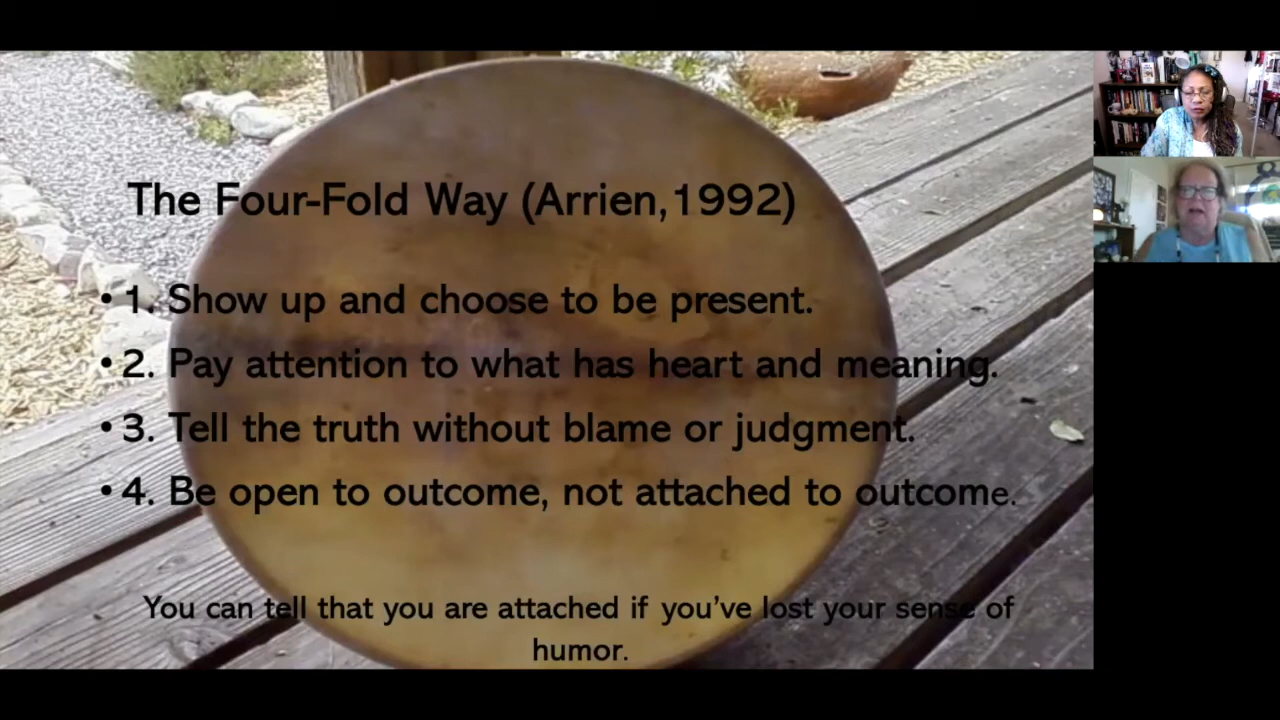 The Four-Fold Way (Arrien,1992)
• 1. Show up and choose to be present.
• 2. Pay attention to what has heart and meaning.
• 3. Tell the truth without blame or judgment.
• 4. Be open to outcome, not attached to outcome.
You can tell that you are attached if you’ve lost your sense of
humor.